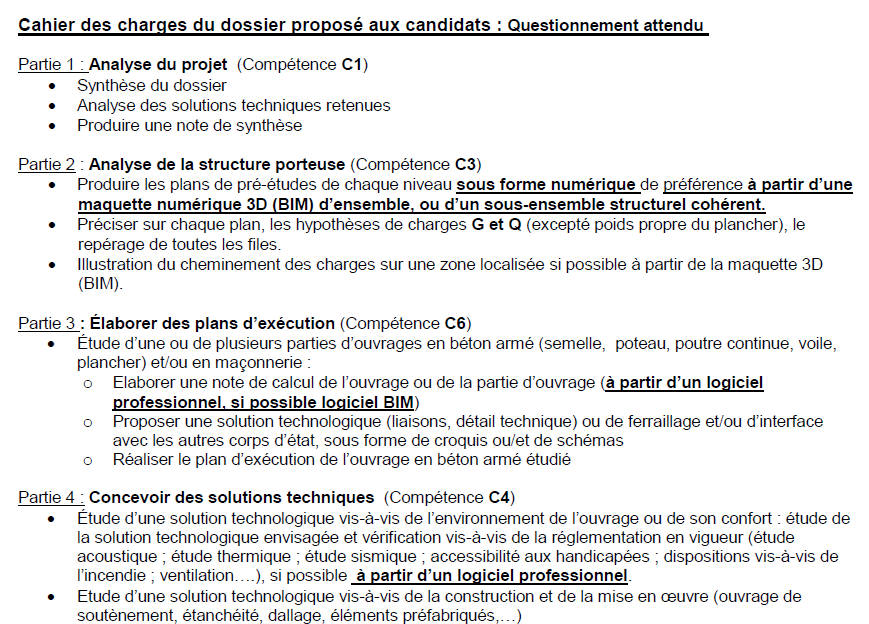 Cahier des charges du dossier proposé aux candidats : Questionnement attendu
Partie 1 : Analyse du projet (Compétence C1)
• Synthèse du dossier
• Analyse des solutions techniques retenues
• Produire une note de synthèse
Partie 2 : Analyse de la structure porteuse (Compétence C3)
• Produire les plans de pré-études de chaque niveau sous forme numérique de préférence à partir d’une
maquette numérique 3D (BIM) d’ensemble, ou d’un sous-ensemble structurel cohérent.
• Préciser sur chaque plan, les hypothèses de charges G et Q (excepté poids propre du plancher), le
repérage de toutes les files.
• Illustration du cheminement des charges sur une zone localisée si possible à partir de la maquette 3D
(BIM).
Partie 3 : Élaborer des plans d’exécution (Compétence C6)
• Étude d’une ou de plusieurs parties d’ouvrages en béton armé (semelle, poteau, poutre continue, voile,
plancher) et/ou en maçonnerie :
o Elaborer une note de calcul de l’ouvrage ou de la partie d’ouvrage (à partir d’un logiciel
professionnel, si possible logiciel BIM)
o Proposer une solution technologique (liaisons, détail technique) ou de ferraillage et/ou d’interface
avec les autres corps d’état, sous forme de croquis ou/et de schémas
o Réaliser le plan d’exécution de l’ouvrage en béton armé étudié
Partie 4 : Concevoir des solutions techniques (Compétence C4)
• Étude d’une solution technologique vis-à-vis de l’environnement de l’ouvrage ou de son confort : étude de
la solution technologique envisagée et vérification vis-à-vis de la réglementation en vigueur (étude
acoustique ; étude thermique ; étude sismique ; accessibilité aux handicapées ; dispositions vis-à-vis de
l’incendie ; ventilation….), si possible à partir d’un logiciel professionnel.
• Etude d’une solution technologique vis-à-vis de la construction et de la mise en œuvre (ouvrage de
soutènement, étanchéité, dallage, éléments préfabriqués,…)